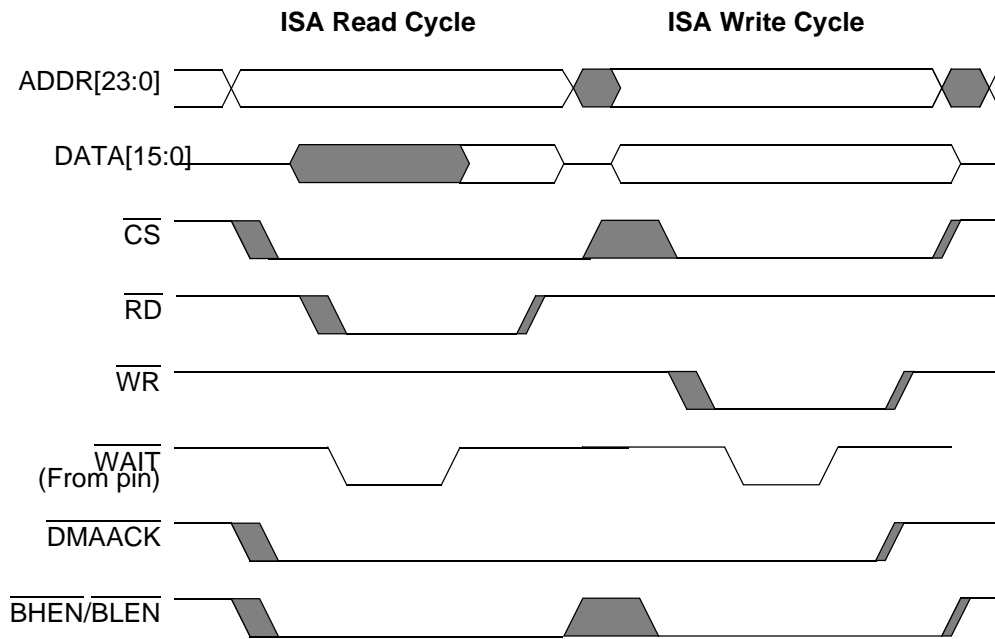 ISA Read Cycle ISA Write Cycle
ADDR[23:0]
DATA[15:0]
CS
RD
WR
WAIT
(From pin)
DMAACK
BHEN/BLEN